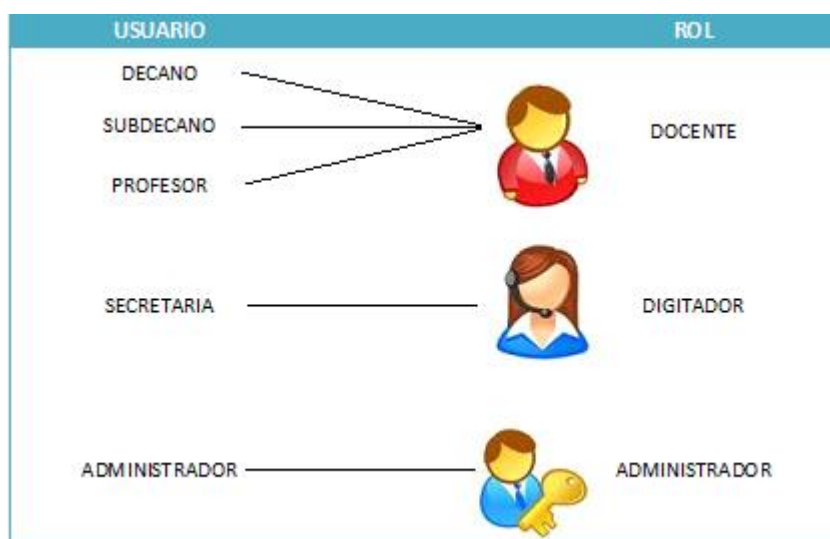 USUARIO ROL
DECANO
SUBDECANO DOCENTE
PROFESOR
SECRETARIA DIGITADOR
ADMINISTRADOR ADMINISTRADOR